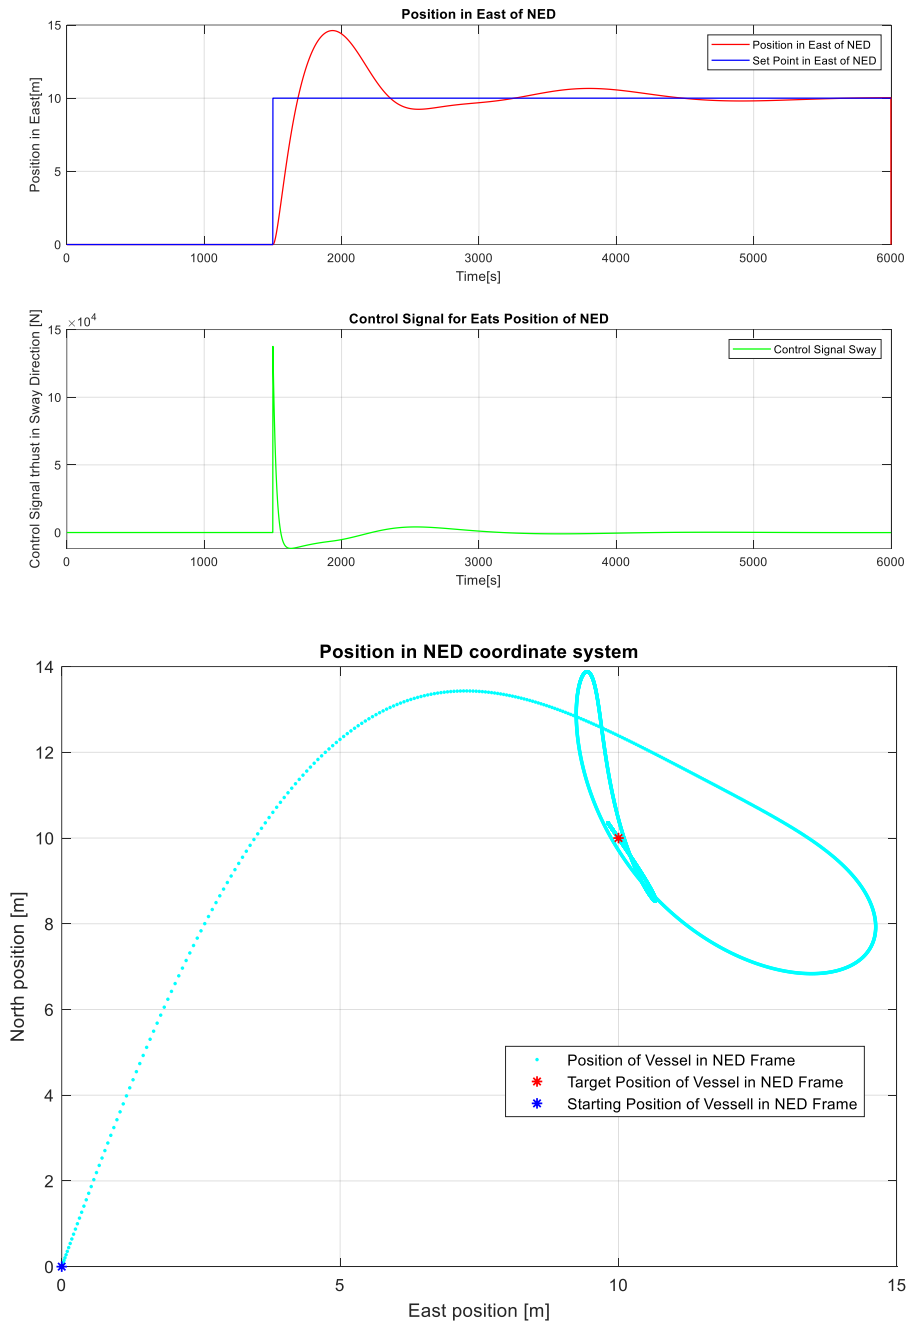 Position in East of NED
Position in East[m]
15
10
5
0
Position in East of NED
Set Point in East of NED
0 1000 2000 3000 4000 5000 6000
Time[s]
Control Signal for Eats Position of NED
Control Signal trhust in Sway Direction [N]
×10^4
15
10
5
0
Control Signal Sway
0 1000 2000 3000 4000 5000 6000
Time[s]
Position in NED coordinate system
North position [m]
14
12
10
8
6
4
2
0
Position of Vessel in NED Frame
Target Position of Vessel in NED Frame
Starting Position of Vessell in NED Frame
0 5 10 15
East position [m]